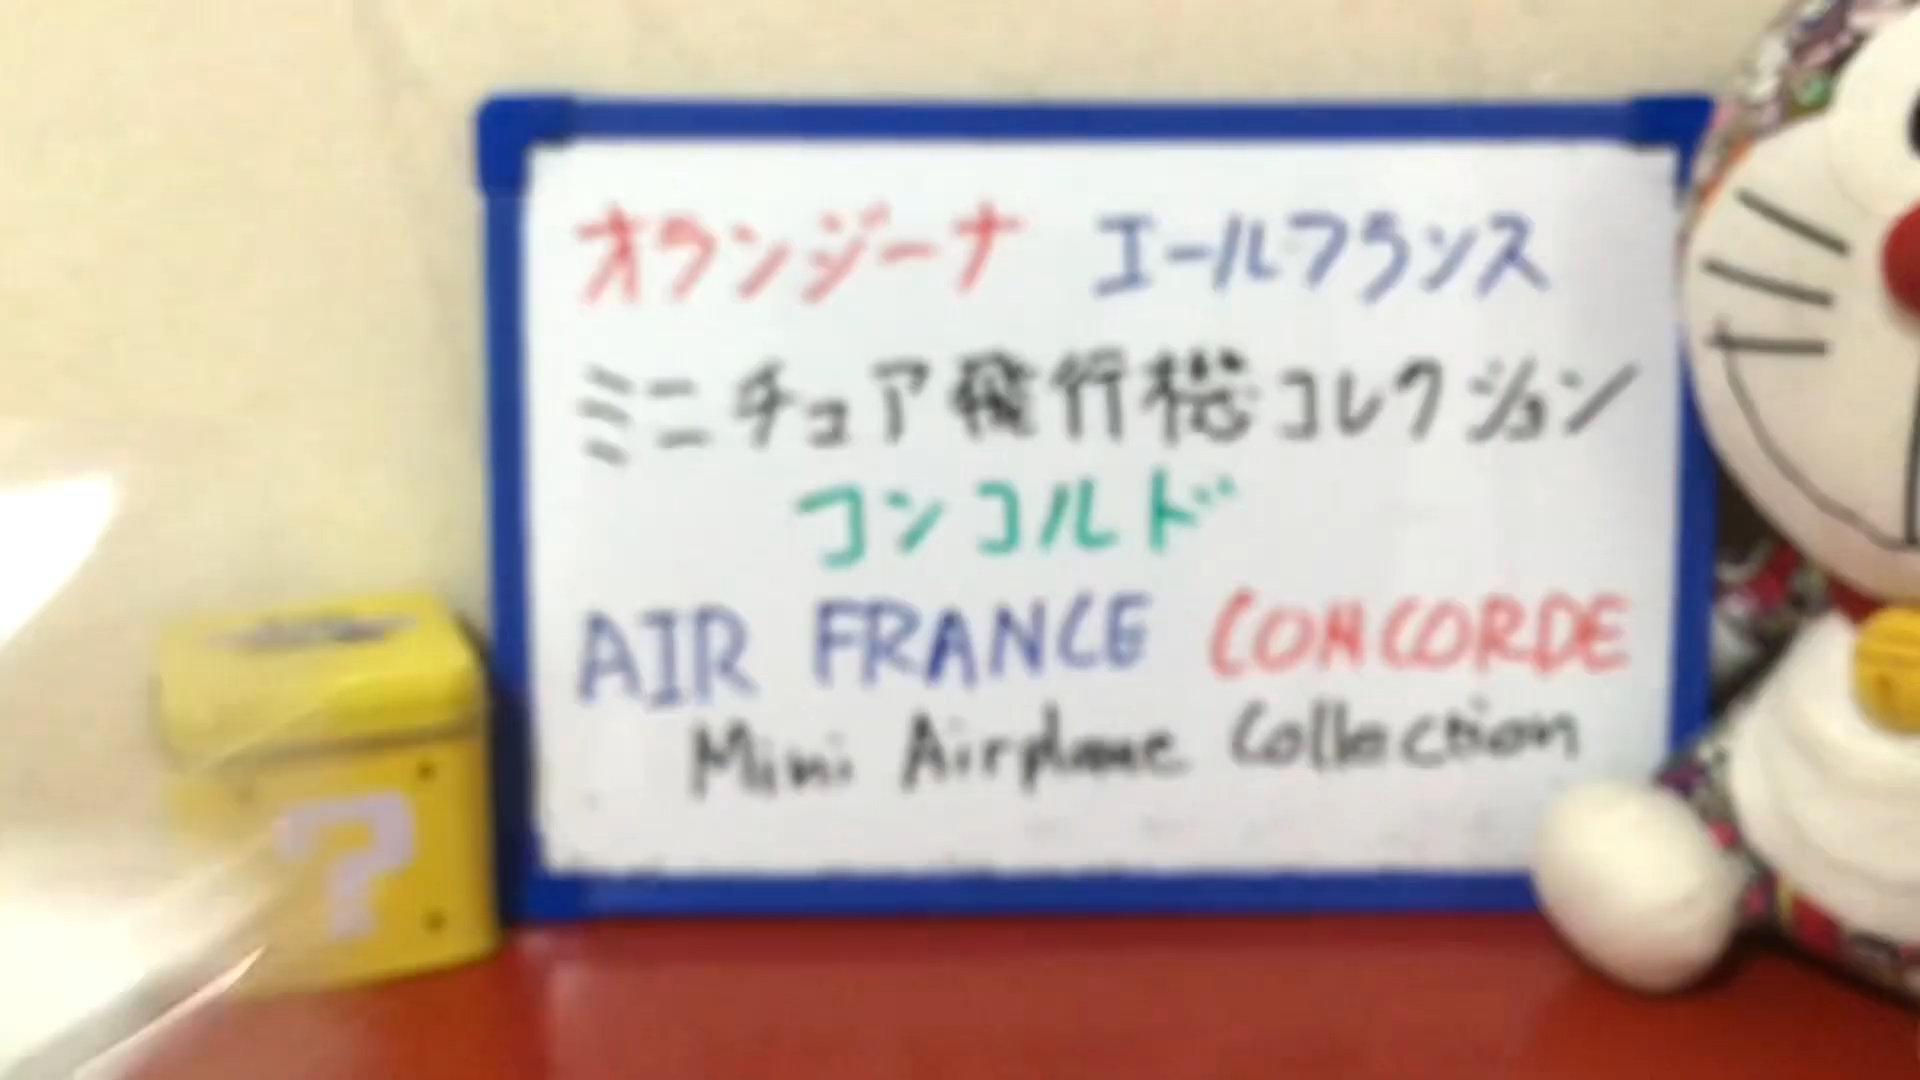 オランジーナ エールフランス
ミニチュア飛行機コレクション
コンコルド
AIR FRANCE CONCORDE
Mini Airplane Collection
?